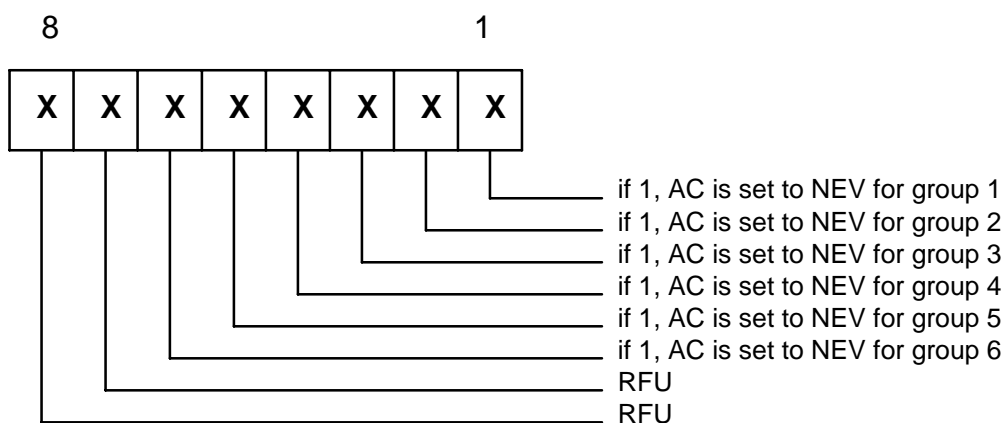 8 1
X X X X X X X X
if 1, AC is set to NEV for group 1
if 1, AC is set to NEV for group 2
if 1, AC is set to NEV for group 3
if 1, AC is set to NEV for group 4
if 1, AC is set to NEV for group 5
if 1, AC is set to NEV for group 6
RFU
RFU